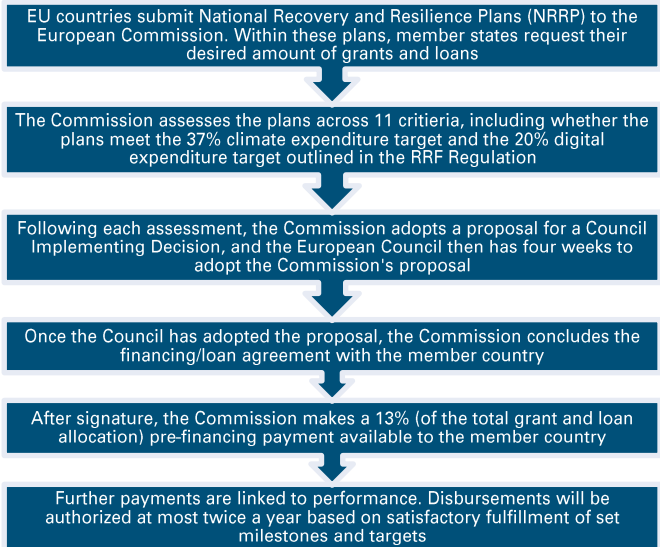 EU countries submit National Recovery and Resilience Plans (NRRP) to the
European Commission. Within these plans, member states request their
desired amount of grants and loans
The Commission assesses the plans across 11 critieria, including whether the
plans meet the 37% climate expenditure target and the 20% digital
expenditure target outlined in the RRF Regulation
Following each assessment, the Commission adopts a proposal for a Council
Implementing Decision, and the European Council then has four weeks to
adopt the Commission's proposal
Once the Council has adopted the proposal, the Commission concludes the
financing/loan agreement with the member country
After signature, the Commission makes a 13% (of the total grant and loan
allocation) pre-financing payment available to the member country
Further payments are linked to performance. Disbursements will be
authorized at most twice a year based on satisfactory fulfillment of set
milestones and targets